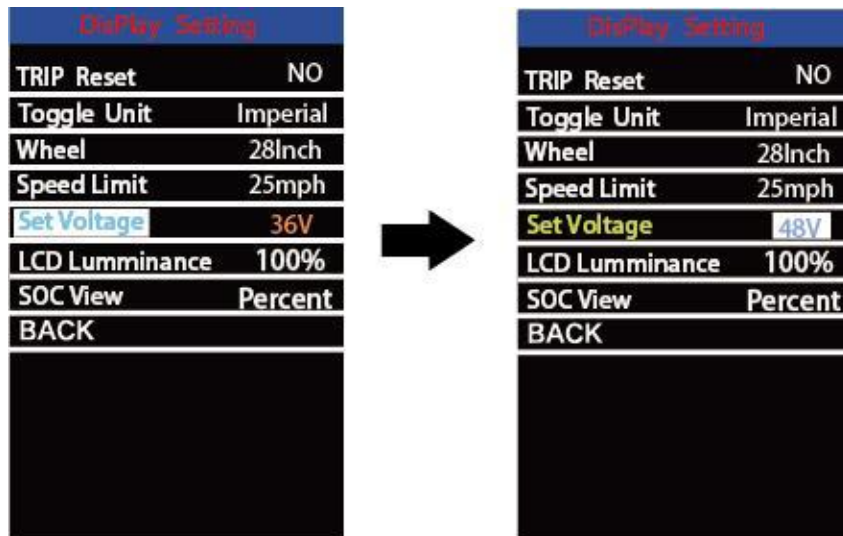 DisPlay Setting
TRIP Reset NO
Toggle Unit Imperial
Wheel 28Inch
Speed Limit 25mph
Set Voltage 36V
LCD Lumminance 100%
SOC View Percent
BACK
DisPlay Setting
TRIP Reset NO
Toggle Unit Imperial
Wheel 28Inch
Speed Limit 25mph
Set Voltage 48V
LCD Lumminance 100%
SOC View Percent
BACK